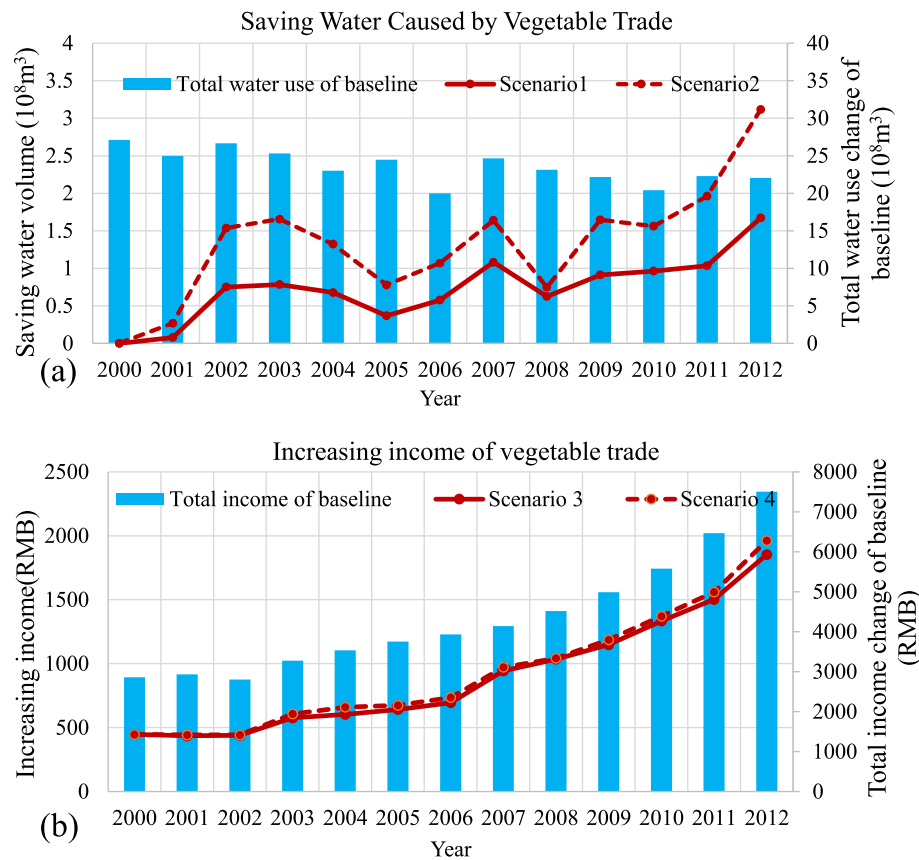 Saving Water Caused by Vegetable Trade
Saving water volume (10⁸m³)
4
3.5
3
2.5
2
1.5
1
0.5
0
Total water use of baseline
Scenario1
Scenario2
40
35
30
25
20
15
10
5
0
Total water use change of
baseline (10⁸m³)
2000 2001 2002 2003 2004 2005 2006 2007 2008 2009 2010 2011 2012
(a)
Year
Increasing income of vegetable trade
Increasing income(RMB)
2500
2000
1500
1000
500
0
Total income of baseline
Scenario 3
Scenario 4
8000
7000
6000
5000
4000
3000
2000
1000
0
Total income change of baseline
(RMB)
2000 2001 2002 2003 2004 2005 2006 2007 2008 2009 2010 2011 2012
(b)
Year